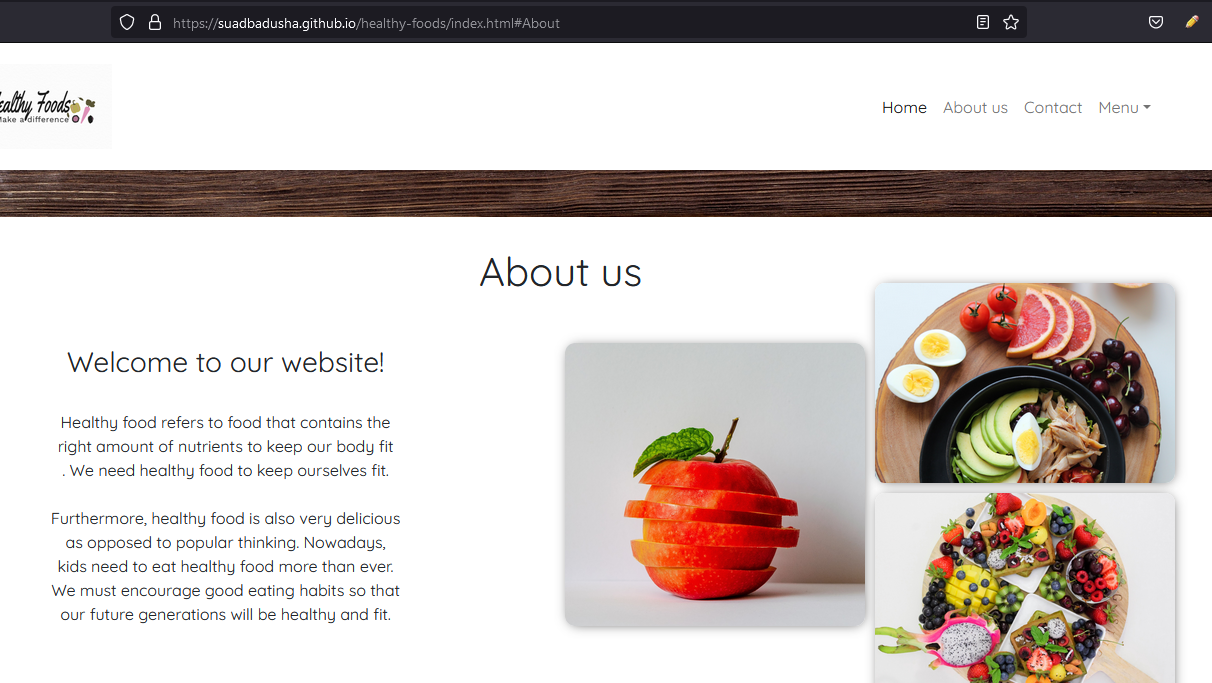 https://suadbadusha.github.io/healthy-foods/index.html#About
ealthy Foods
Make a difference
Home About us Contact Menu
About us
Welcome to our website!
Healthy food refers to food that contains the
right amount of nutrients to keep our body fit
. We need healthy food to keep ourselves fit.
Furthermore, healthy food is also very delicious
as opposed to popular thinking. Nowadays,
kids need to eat healthy food more than ever.
We must encourage good eating habits so that
our future generations will be healthy and fit.